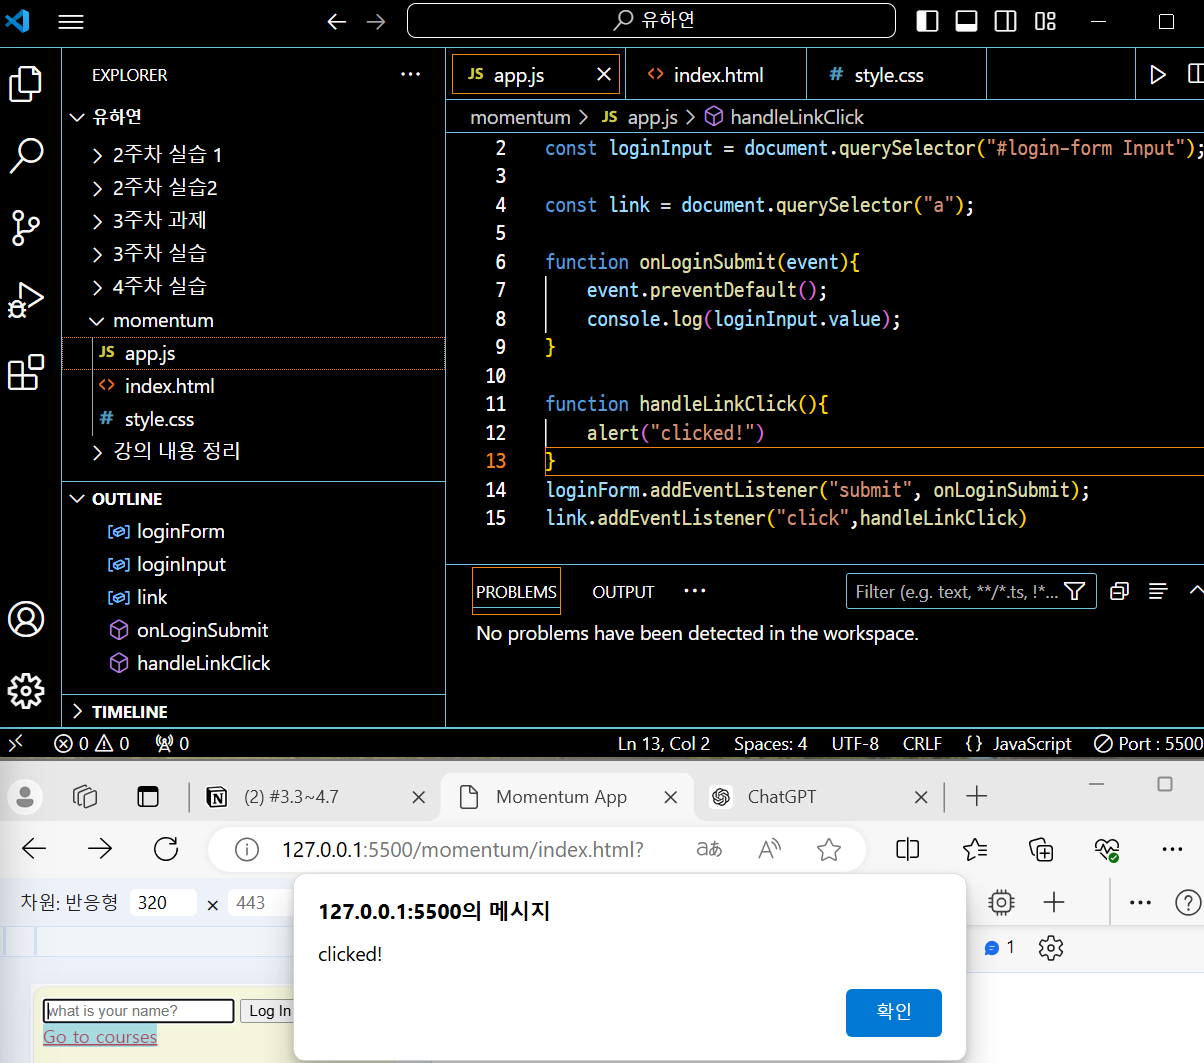 유하연
EXPLORER
유하연
2주차 실습 1
2주차 실습2
3주차 과제
3주차 실습
4주차 실습
momentum
JS app.js
<> index.html
# style.css
강의 내용 정리
OUTLINE
loginForm
loginInput
link
onLoginSubmit
handleLinkClick
TIMELINE
JS app.js <> index.html # style.css
momentum > JS app.js > handleLinkClick
2 const loginInput = document.querySelector("#login-form Input");
3
4 const link = document.querySelector("a");
5
6 function onLoginSubmit(event){
7 event.preventDefault();
8 console.log(loginInput.value);
9 }
10
11 function handleLinkClick(){
12 alert("clicked!")
13 }
14 loginForm.addEventListener("submit", onLoginSubmit);
15 link.addEventListener("click",handleLinkClick)
PROBLEMS OUTPUT ··· Filter (e.g. text, **/*.ts, !*...
No problems have been detected in the workspace.
0 0 0 Ln 13, Col 2 Spaces: 4 UTF-8 CRLF {} JavaScript Port : 5500
(2) #3.3~4.7 Momentum App ChatGPT
127.0.0.1:5500/momentum/index.html? aあ A
차원: 반응형 320 × 443
127.0.0.1:5500의 메시지
clicked!
확인
1
what is your name? Log In
Go to courses